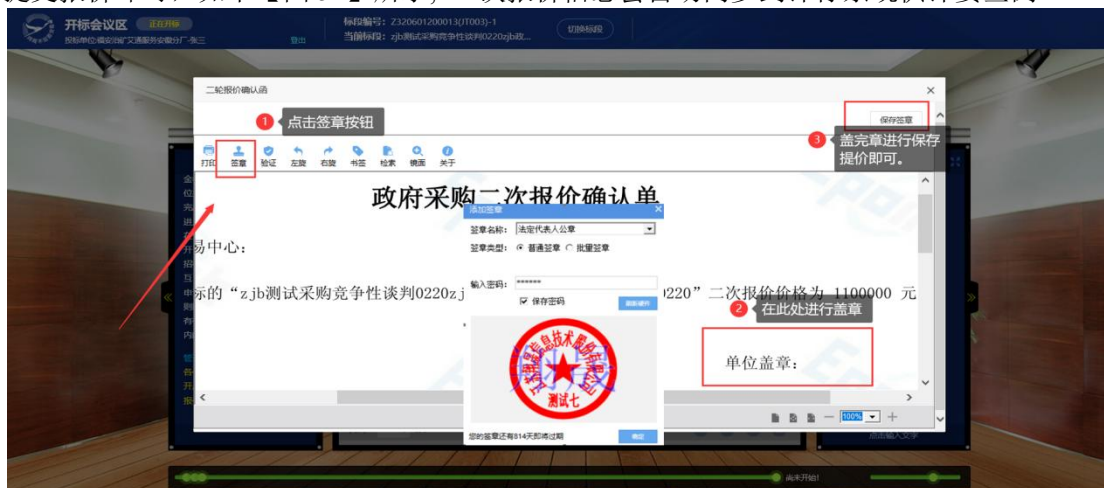 开标会议区 正在开标
标段编号：Z3206012200013(JT003)-1
登出
当前标段：zjb测试采购竞争性谈判0220zjb政...
切换标段
二轮报价确认函
×
1 点击签章按钮
保存签章
3 盖完章进行保存
提价即可。
打印 签章 验证 左旋 右旋 书签 检索 镜面 关于
政府采购二次报价确认单
添加签章
×
签章名称： 法定代表人公章
签章类型： 普通签章 批量签章
易中心：
输入密码： ******
保存密码
标的“zjb测试采购竞争性谈判0220zj
0220”二次报价价格为 1100000 元
2 在此处进行盖章
单位盖章：
测试七
您的签章还有814天即将过期
确定
100%
点击输入文字
尚未开始！